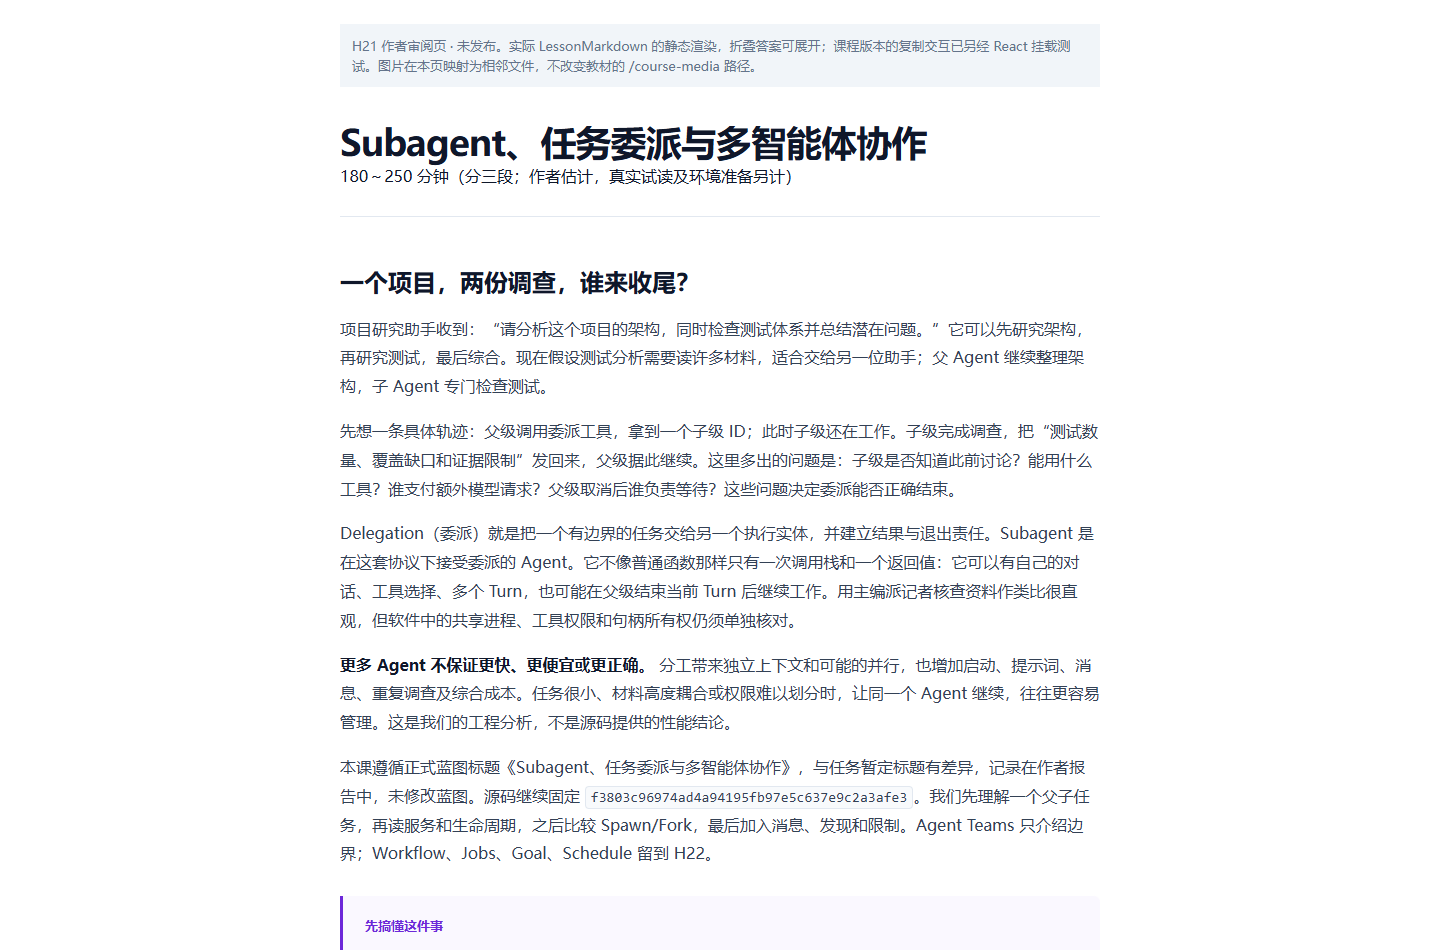 H21 作者审阅页 · 未发布。实际 LessonMarkdown 的静态渲染，折叠答案可展开；课程版本的复制交互已另经 React 挂载测
试。图片在本页映射为相邻文件，不改变教材的 /course-media 路径。
Subagent、任务委派与多智能体协作
180～250 分钟（分三段；作者估计，真实试读及环境准备另计）
一个项目，两份调查，谁来收尾？
项目研究助手收到：“请分析这个项目的架构，同时检查测试体系并总结潜在问题。”它可以先研究架构，
再研究测试，最后综合。现在假设测试分析需要读许多材料，适合交给另一位助手；父 Agent 继续整理架
构，子 Agent 专门检查测试。
先想一条具体轨迹：父级调用委派工具，拿到一个子级 ID；此时子级还在工作。子级完成调查，把“测试数
量、覆盖缺口和证据限制”发回来，父级据此继续。这里多出的问题是：子级是否知道此前讨论？能用什么
工具？谁支付额外模型请求？父级取消后谁负责等待？这些问题决定委派能否正确结束。
Delegation（委派）就是把一个有边界的任务交给另一个执行实体，并建立结果与退出责任。Subagent 是
在这套协议下接受委派的 Agent。它不像普通函数那样只有一次调用栈和一个返回值：它可以有自己的对
话、工具选择、多个 Turn，也可能在父级结束当前 Turn 后继续工作。用主编派记者核查资料作类比很直
观，但软件中的共享进程、工具权限和句柄所有权仍须单独核对。
更多 Agent 不保证更快、更便宜或更正确。 分工带来独立上下文和可能的并行，也增加启动、提示词、消
息、重复调查及综合成本。任务很小、材料高度耦合或权限难以划分时，让同一个 Agent 继续，往往更容易
管理。这是我们的工程分析，不是源码提供的性能结论。
本课遵循正式蓝图标题《Subagent、任务委派与多智能体协作》，与任务暂定标题有差异，记录在作者报
告中，未修改蓝图。源码继续固定 f3803c96974ad4a94195fb97e5c637e9c2a3afe3。我们先理解一个父子任
务，再读服务和生命周期，之后比较 Spawn/Fork，最后加入消息、发现和限制。Agent Teams 只介绍边
界；Workflow、Jobs、Goal、Schedule 留到 H22。
先搞懂这件事